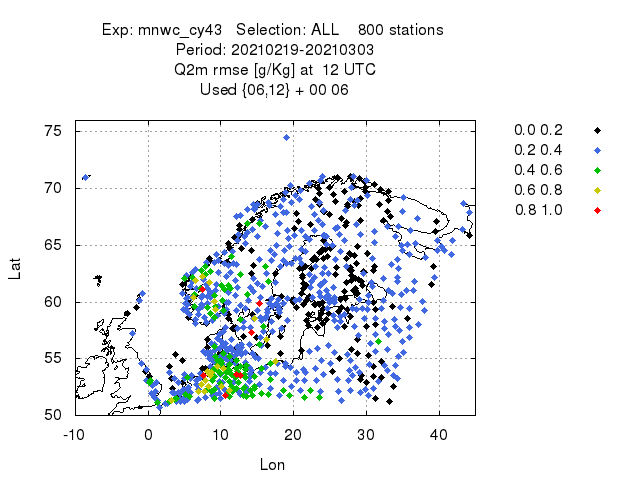 Exp: mnwc_cy43 Selection: ALL 800 stations
Period: 20210219-20210303
Q2m rmse [g/Kg] at 12 UTC
Used {06,12} + 00 06
0.0 0.2
0.2 0.4
0.4 0.6
0.6 0.8
0.8 1.0
75
70
65
60
55
50
Lat
-10 0 10 20 30 40
Lon